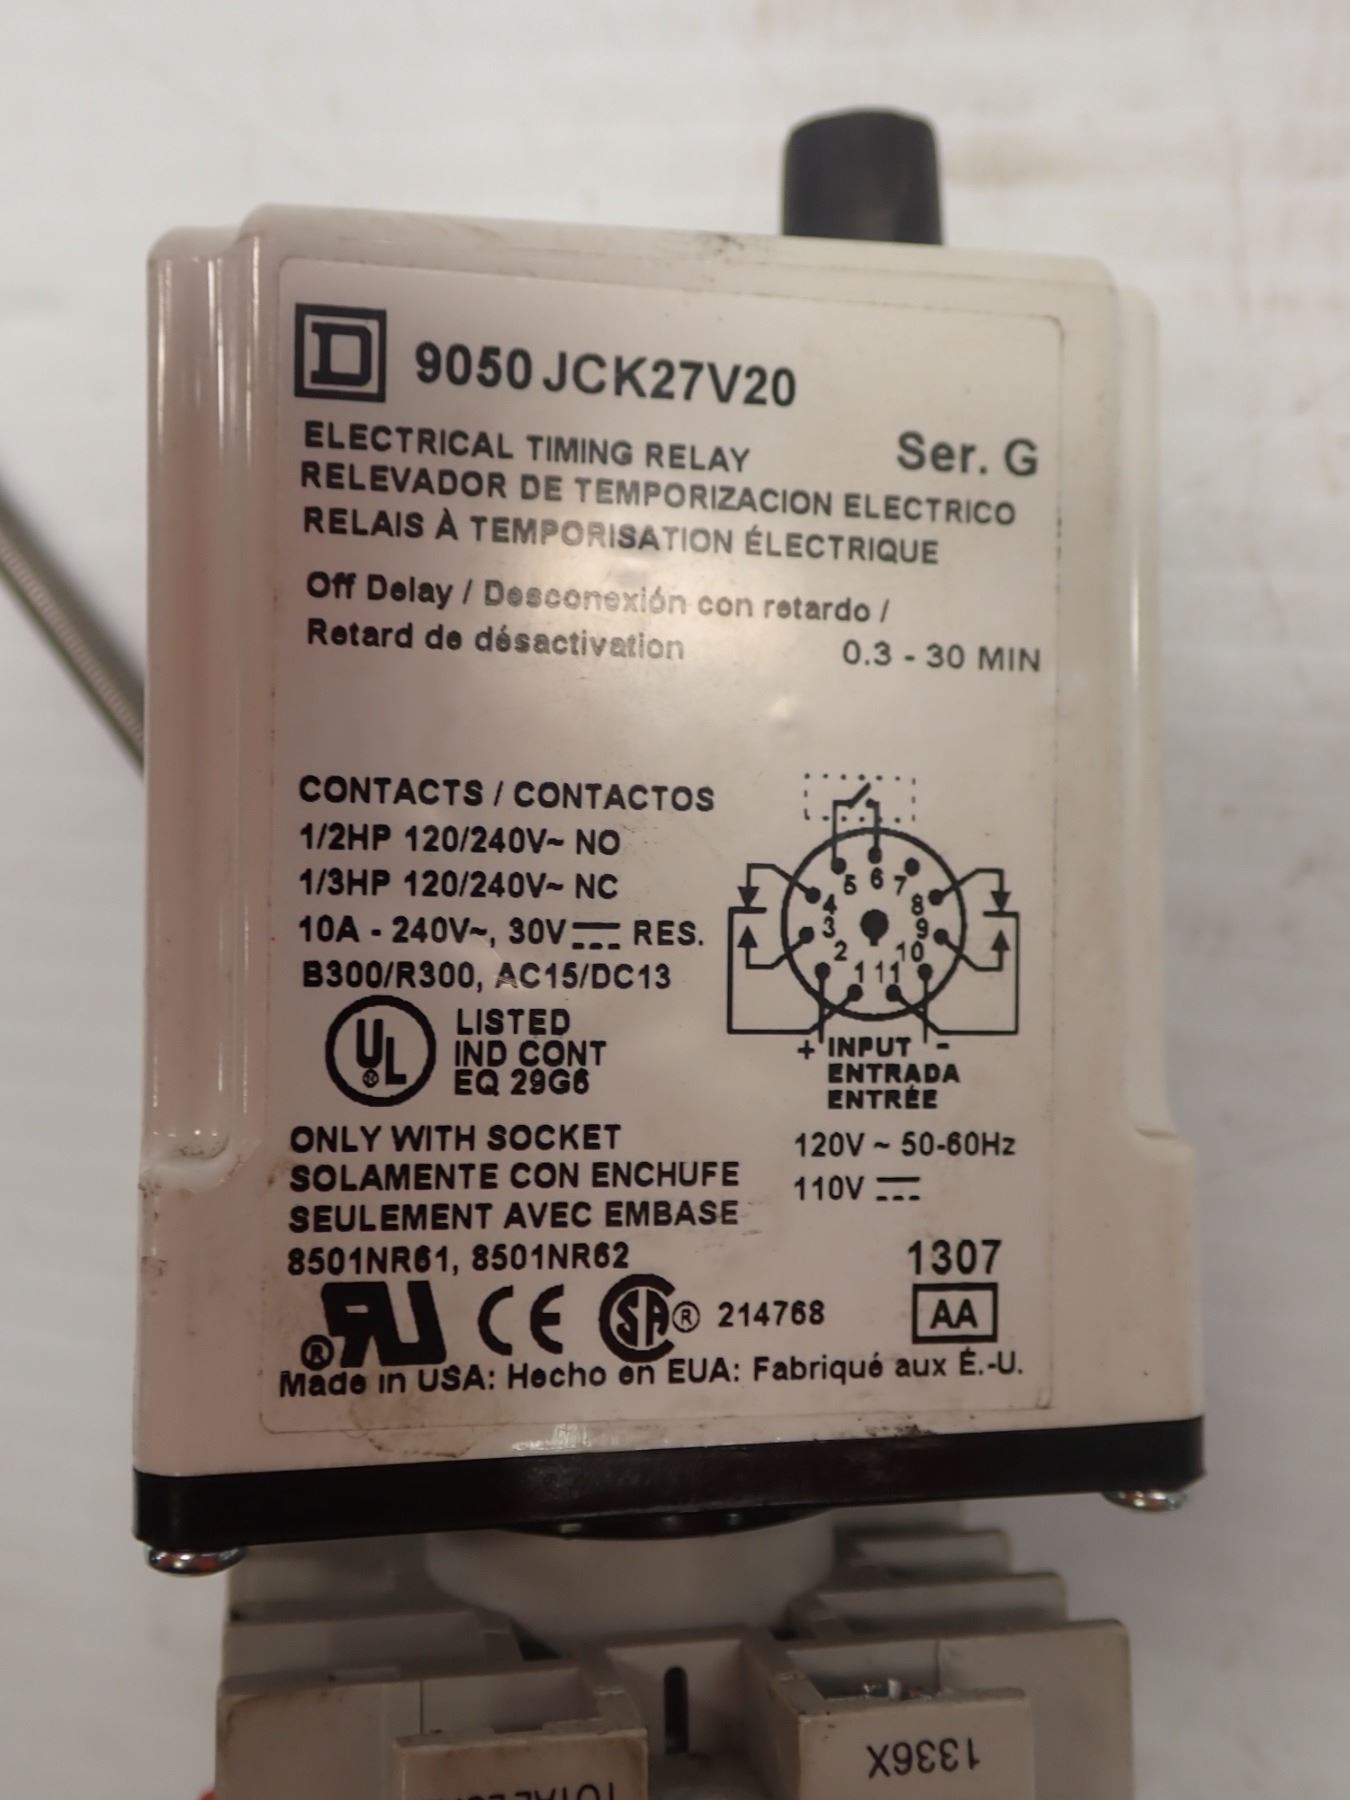 D 9050 JCK27V20
ELECTRICAL TIMING RELAY Ser. G
RELEVADOR DE TEMPORIZACION ELECTRICO
RELAIS À TEMPORISATION ÉLECTRIQUE
Off Delay / Desconexión con retardo /
Retard de désactivation 0.3 - 30 MIN
CONTACTS / CONTACTOS
1/2HP 120/240V~ NO
1/3HP 120/240V~ NC
10A - 240V~, 30V⎓ RES.
B300/R300, AC15/DC13
5 6 7
4 8
3 9
2 10
1 11
+ INPUT -
ENTRADA
ENTRÉE
UL LISTED
IND CONT
EQ 29G6
ONLY WITH SOCKET
SOLAMENTE CON ENCHUFE
SEULEMENT AVEC EMBASE
8501NR61, 8501NR62
120V ~ 50-60Hz
110V ⎓
1307
AA
RU ® CE SA ® 214768
Made in USA: Hecho en EUA: Fabriqué aux É.-U.
1336X